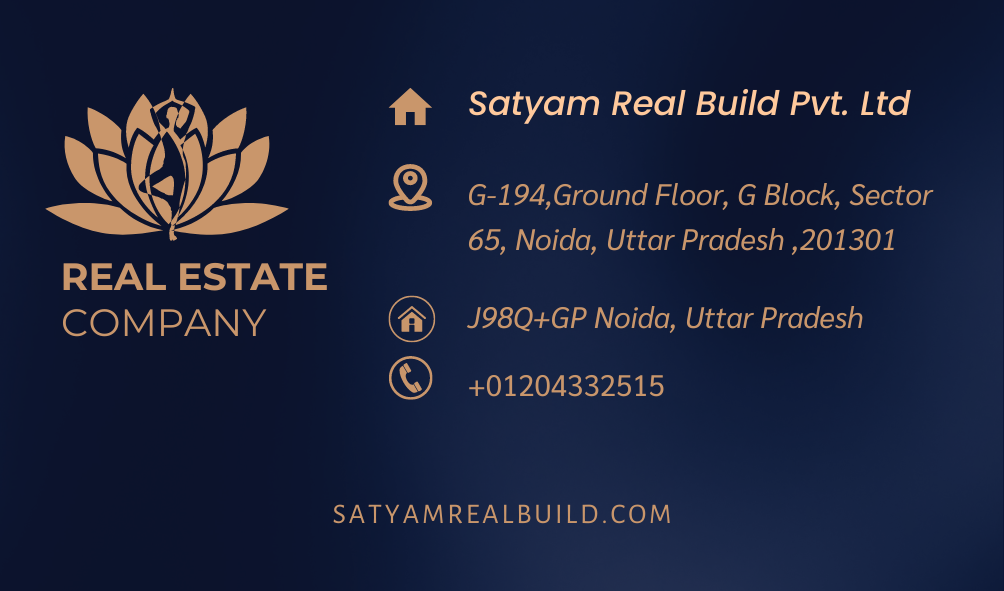 REAL ESTATE
COMPANY
Satyam Real Build Pvt. Ltd
G-194,Ground Floor, G Block, Sector
65, Noida, Uttar Pradesh ,201301
J98Q+GP Noida, Uttar Pradesh
+01204332515
SATYAMREALBUILD.COM